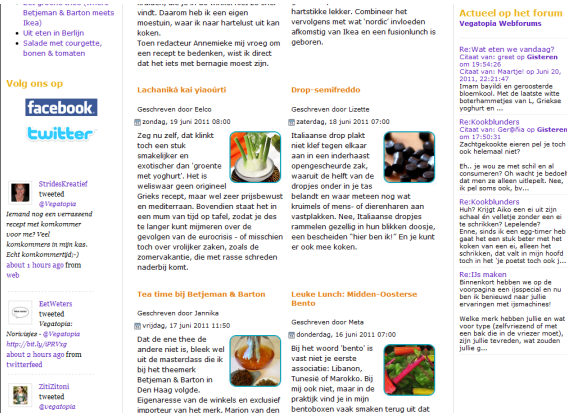 Betjeman & Barton meets
Ikea)
Uit eten in Berlijn
Salade met courgette,
bonen & tomaten
Volg ons op
facebook
twitter
StridesKreatief
tweeted
@Vegatopia
Iemand nog een verrassend
recept met komkommer
voor me? Veel
komkommers in mijn kas.
Echt komkommertijd;-)
about 1 hours ago from
web
EetWeters
tweeted
Vegatopia:
Noriwisjes - @Vegatopia
about 2 hours ago from
twitterfeed
ZitiZitoni
tweeted
@vegatopia
vindt. Daarom heb ik een eigen
moestuin, waar ik naar hartelust uit kan
koken.
Toen redacteur Annemieke mij vroeg om
een recept te bedenken, wist ik direct
dat het iets met bernagie moest zijn.
Lachaniká kai yiaoúrti
Geschreven door Eelco
zondag, 19 juni 2011 08:00
Zeg nu zelf, dat klinkt
toch een stuk
smakelijker en
exotischer dan 'groente
met yoghurt'. Het is
weliswaar geen origineel
Grieks recept, maar wel zeer prijsbewust
en mediterraan. Bovendien staat het in
een mum van tijd op tafel, zodat je des
te langer kunt mijmeren over de
gevolgen van de eurocrisis - of misschien
toch over vrolijker zaken, zoals de
zomervakantie, die met rasse schreden
naderbij komt.
Tea time bij Betjeman & Barton
Geschreven door Jannika
vrijdag, 17 juni 2011 11:50
Dat de ene thee de
andere niet is, bleek wel
uit de masterclass die ik
bij het theemerk
Betjeman & Barton in
Den Haag volgde.
Eigenaresse van de winkels en exclusief
importeur van het merk, Marion van den
hartstikke lekker. Combineer het
vervolgens met wat 'nordic' invloeden
afkomstig van Ikea en een fusionlunch is
geboren.
Drop-semifreddo
Geschreven door Lizette
zaterdag, 18 juni 2011 07:00
Italiaanse drop plakt
niet klef tegen elkaar
aan in een inderhaast
opengescheurde zak,
waaruit de helft van de
dropjes onder in je tas
belandt en waar meteen nog wat
kruimels of mens- of dierenharen aan
vastplakken. Nee, Italiaanse dropjes
rammelen gezellig in hun blikken doosje,
een bescheiden "hier ben ik!" En je kunt
er ook mee koken.
Leuke Lunch: Midden-Oosterse
Bento
Geschreven door Meta
donderdag, 16 juni 2011 07:00
Bij het woord 'bento' is
vast niet je eerste
associatie: Libanon,
Tunesië of Marokko. Bij
mij ook niet, maar in de
praktijk vind je in mijn
bentoboxen vaak smaken terug uit dat
Actueel op het forum
Vegatopia Webforums
Re:Wat eten we vandaag?
Citaat van: greet op Gisteren
om 19:54:26
Citaat van: Maartje! op Juni 20,
2011, 22:21:47
Imam bayildi en geroosterde
bloemkool. Met de laatste witte
boterhammetjes van L, Griekse
yoghurt en ...
Re:Kookblunders
Citaat van: Ger@ñia op Gisteren
om 17:50:31
Zachtgekookte eieren pel je toch
ook helemaal niet?
Eh.. je wou ze met schil en al
consumeren? Oh wacht je bedoelt
dat men ze alleen uitlepelt. Nee,
ik pel soms ook, bv...
Re:Kookblunders
Huh? Krijgt Aiko een ei uit zijn
schaal én velletje zonder een ei
te schrikken? Lepelende?
Enne, sinds ik een egg-timer heb
gaat het een stuk beter met het
koken van een ei, alleen het
schrikken, dat valt in mijn hoofd
toch in het 'je poetst toch ook j...
Re:IJs maken
Binnenkort hebben we op de
voorpagina een ijsspecial en nu
ben ik benieuwd naar jullie
ervaringen met ijsmachines!
Welke merk hebben jullie en wat
voor type (zelfvriezend of met
een bak die in de vriezer moet),
zijn jullie tevreden, wat zouden
jullie g...